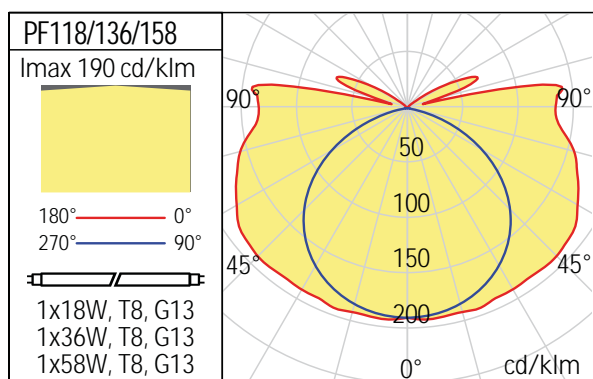 PF118/136/158
Imax 190 cd/klm
180° 0°
270° 90°
1x18W, T8, G13
1x36W, T8, G13
1x58W, T8, G13
90° 90°
50
100
45° 45°
150
200
0° cd/klm